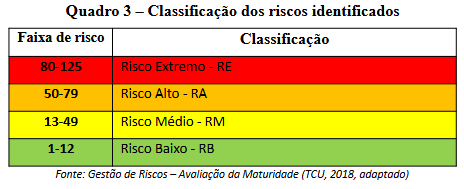 Quadro 3 – Classificação dos riscos identificados
Faixa de risco Classificação
80-125 Risco Extremo - RE
50-79 Risco Alto - RA
13-49 Risco Médio - RM
1-12 Risco Baixo - RB
Fonte: Gestão de Riscos – Avaliação da Maturidade (TCU, 2018, adaptado)